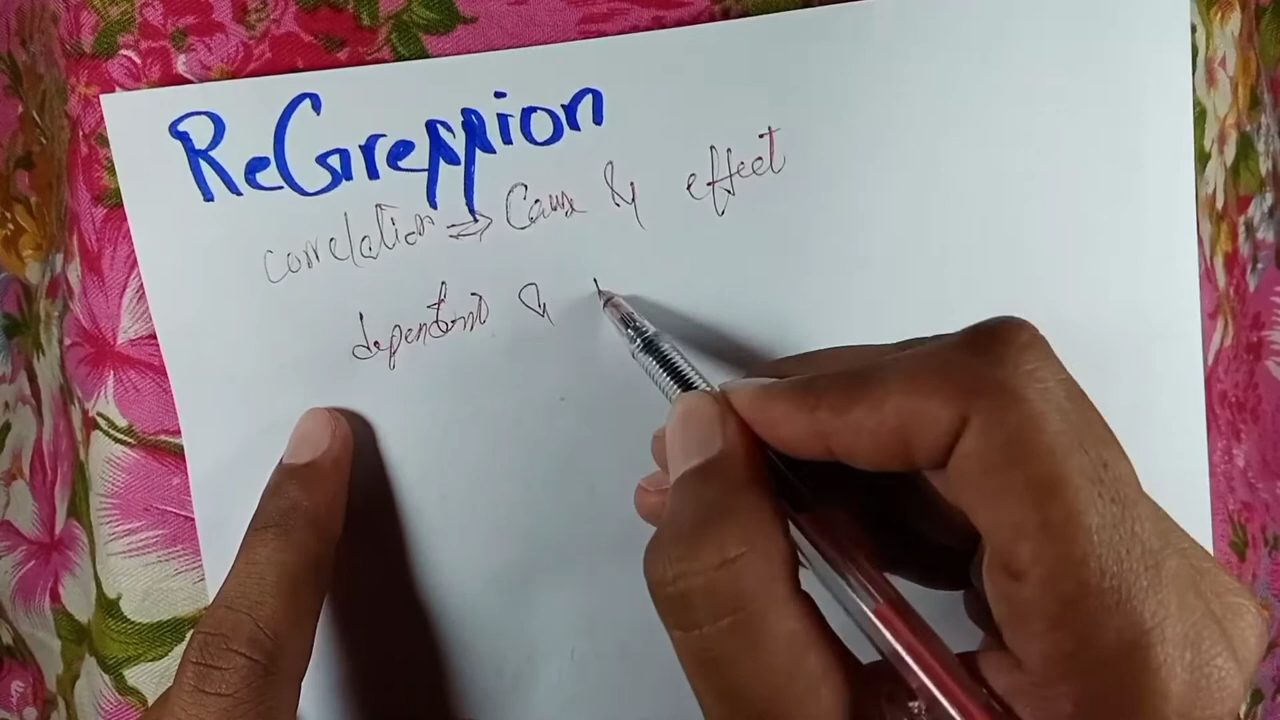 ReGression
correlation => Cause & effect
dependent &